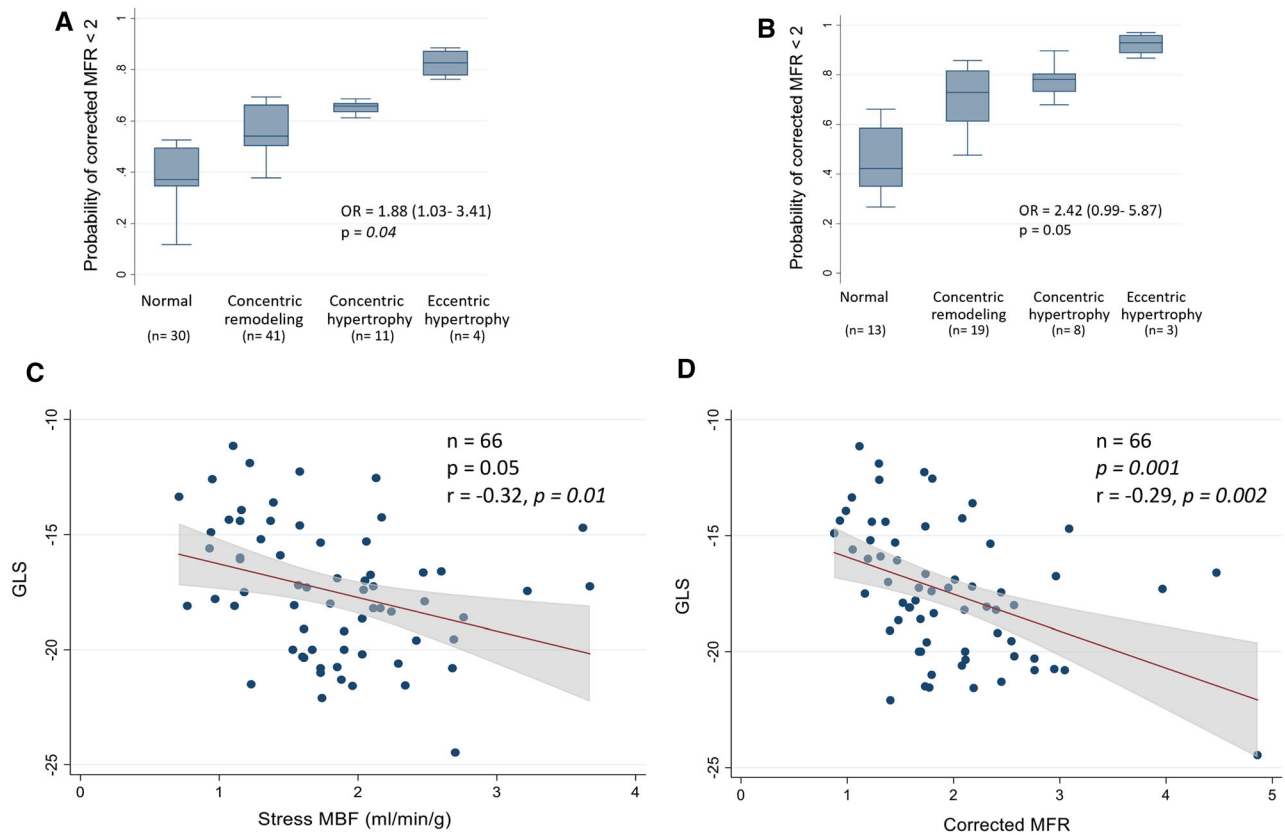 A
Probability of corrected MFR < 2
1
.8
.6
.4
.2
0
OR = 1.88 (1.03- 3.41)
p = 0.04
Normal
(n= 30)
Concentric
remodeling
(n= 41)
Concentric
hypertrophy
(n= 11)
Eccentric
hypertrophy
(n= 4)
B
Probability of corrected MFR < 2
1
.8
.6
.4
.2
0
OR = 2.42 (0.99- 5.87)
p = 0.05
Normal
(n= 13)
Concentric
remodeling
(n= 19)
Concentric
hypertrophy
(n= 8)
Eccentric
hypertrophy
(n= 3)
C
GLS
-10
-15
-20
-25
n = 66
p = 0.05
r = -0.32, p = 0.01
0 1 2 3 4
Stress MBF (ml/min/g)
D
GLS
-10
-15
-20
-25
n = 66
p = 0.001
r = -0.29, p = 0.002
0 1 2 3 4 5
Corrected MFR